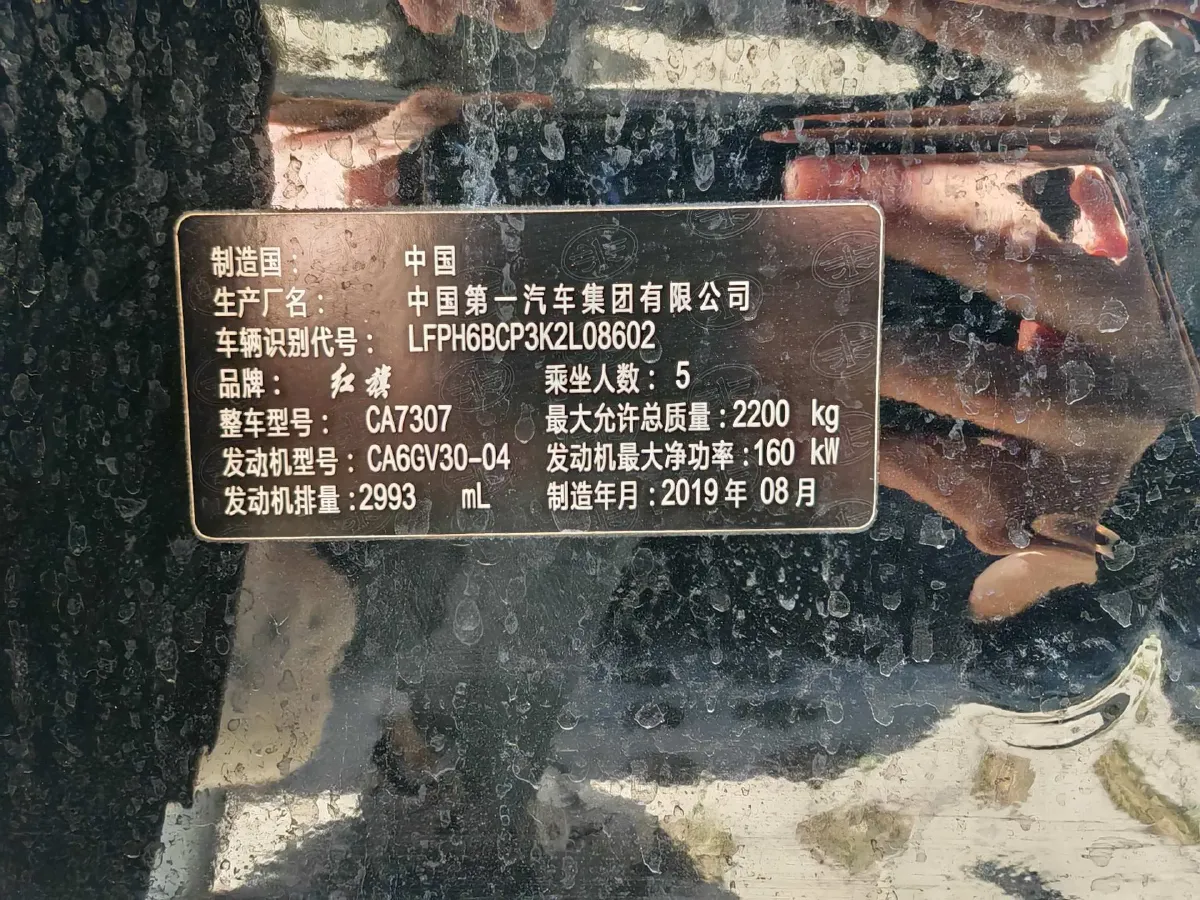 制造国： 中国
生产厂名： 中国第一汽车集团有限公司
车辆识别代号： LFPH6BCP3K2L08602
品牌： 红旗 乘坐人数： 5
整车型号： CA7307 最大允许总质量：2200 kg
发动机型号：CA6GV30-04 发动机最大净功率：160 kW
发动机排量：2993 mL 制造年月：2019年 08月